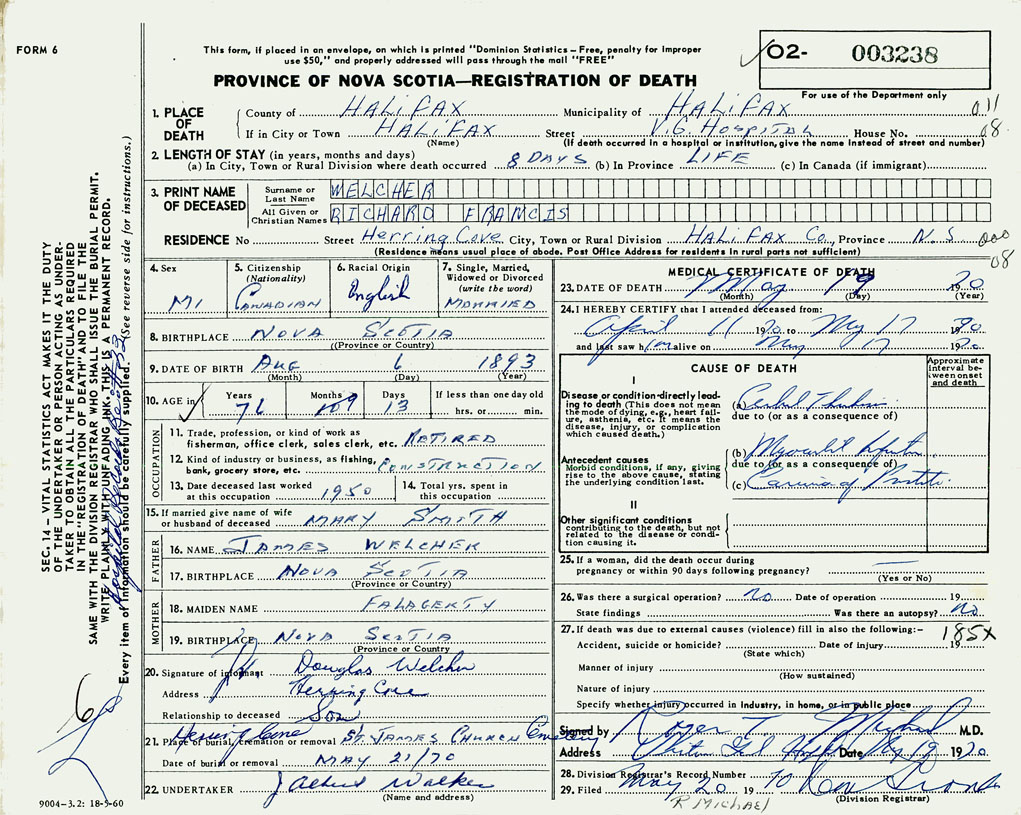 FORM 6
This form, if placed in an envelope, on which is printed "Dominion Statistics – Free, penalty for improper
use $50," and properly addressed will pass through the mail "FREE"
PROVINCE OF NOVA SCOTIA—REGISTRATION OF DEATH
O2- 003238
For use of the Department only
1. PLACE OF DEATH
County of HALIFAX Municipality of HALIFAX 011
If in City or Town HALIFAX Street V.G. HOSPITAL House No. 08
(Name) (If death occurred in a hospital or institution, give the name instead of street and number)
2. LENGTH OF STAY (in years, months and days)
(a) In City, Town or Rural Division where death occurred 8 DAYS (b) In Province LIFE (c) In Canada (if immigrant)
3. PRINT NAME OF DECEASED
Surname or Last Name WELCHER
All Given or Christian Names RICHARD FRANCIS
RESIDENCE No Street Herring Cove City, Town or Rural Division HALIFAX Co., Province N.S. 000
(Residence means usual place of abode. Post Office Address for residents in rural parts not sufficient) 08
4. Sex M
5. Citizenship (Nationality) CANADIAN
6. Racial Origin English
7. Single, Married, Widowed or Divorced (write the word) MARRIED
8. BIRTHPLACE NOVA SCOTIA
(Province or Country)
9. DATE OF BIRTH AUG 6 1893
(Month) (Day) (Year)
10. AGE in Years 76 Months Days 13 If less than one day old hrs. or min.
OCCUPATION
11. Trade, profession, or kind of work as
fisherman, office clerk, sales clerk, etc. RETIRED
12. Kind of industry or business, as fishing,
bank, grocery store, etc. CONSTRUCTION
13. Date deceased last worked at this occupation 1950
14. Total yrs. spent in this occupation
15. If married give name of wife
or husband of deceased MARY SMITH
FATHER
16. NAME JAMES WELCHER
17. BIRTHPLACE NOVA SCOTIA
(Province or Country)
MOTHER
18. MAIDEN NAME FALAGERTY
19. BIRTHPLACE NOVA SCOTIA
(Province or Country)
20. Signature of informant Douglas Welcher
Address Herring Cove
Relationship to deceased Son
Herring Cove
21. Place of burial, cremation or removal ST. JAMES CHURCH Cemetery
Date of burial or removal MAY 21/70
22. UNDERTAKER J Albert Walker
(Name and address)
9004-3.2: 18-5-60
MEDICAL CERTIFICATE OF DEATH
23. DATE OF DEATH May 19 1970
(Month) (Day) (Year)
24. I HEREBY CERTIFY that I attended deceased from:
April 11 1970 to May 17 1970
and last saw him alive on May 17 1970
CAUSE OF DEATH
Approximate interval between onset and death
I
Disease or condition directly leading to death (This does not mean the mode of dying, e.g., heart failure, asthenia, etc. It means the disease, injury, or complication which caused death.)
(a)
due to (or as a consequence of)
Antecedent causes
Morbid conditions, if any, giving rise to the above cause, stating the underlying condition last.
(b)
due to (or as a consequence of)
(c) Carcinoma of Prostate
II
Other significant conditions
contributing to the death, but not related to the disease or condition causing it.
25. If a woman, did the death occur during
pregnancy or within 90 days following pregnancy? —
(Yes or No)
26. Was there a surgical operation? no Date of operation 19
State findings Was there an autopsy? No
27. If death was due to external causes (violence) fill in also the following:– 185X
Accident, suicide or homicide? Date of injury 19
(State which)
Manner of injury
(How sustained)
Nature of injury
Specify whether injury occurred in industry, in home, or in public place
Signed by Roger T. Michael M.D.
Address Date May 19 1970
28. Division Registrar's Record Number
29. Filed May 20 1970
R MICHAEL (Division Registrar)
SEC. 14 – VITAL STATISTICS ACT MAKES IT THE DUTY
OF THE UNDERTAKER OR PERSON ACTING AS UNDER-
TAKER TO OBTAIN ALL THE PARTICULARS REQUIRED
IN THE "REGISTRATION OF DEATH" AND TO FILE THE
SAME WITH THE DIVISION REGISTRAR WHO SHALL ISSUE THE BURIAL PERMIT.
WRITE PLAINLY WITH UNFADING INK. THIS IS A PERMANENT RECORD.
Every item of information should be carefully supplied. (See reverse side for instructions.)